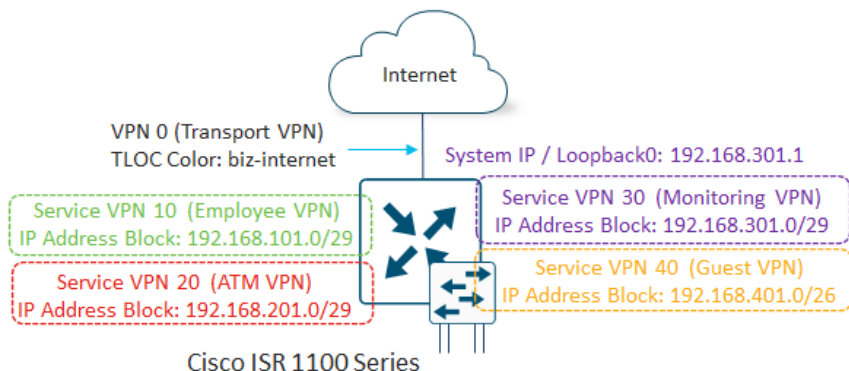 Internet
VPN 0 (Transport VPN)
TLOC Color: biz-internet
System IP / Loopback0: 192.168.301.1
Service VPN 10 (Employee VPN)
IP Address Block: 192.168.101.0/29
Service VPN 30 (Monitoring VPN)
IP Address Block: 192.168.301.0/29
Service VPN 20 (ATM VPN)
IP Address Block: 192.168.201.0/29
Service VPN 40 (Guest VPN)
IP Address Block: 192.168.401.0/26
Cisco ISR 1100 Series